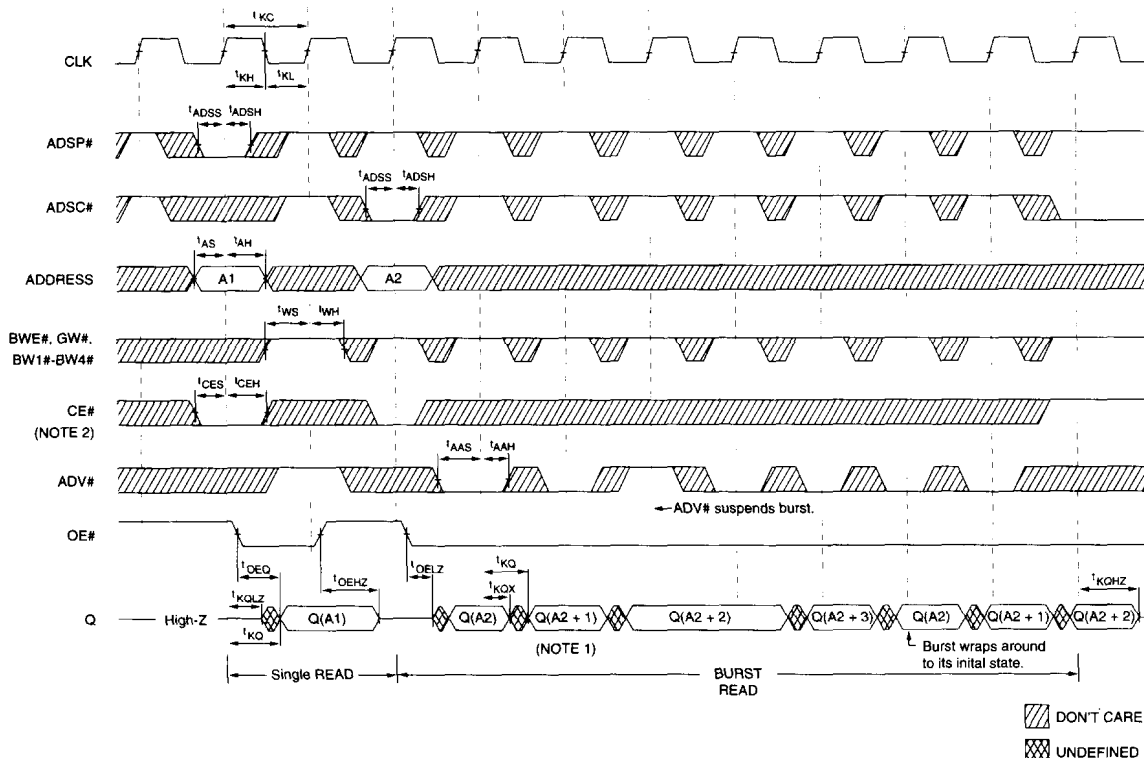 tKC
CLK
tKH tKL
tADSS tADSH
ADSP#
tADSS tADSH
ADSC#
tAS tAH
ADDRESS A1 A2
tWS tWH
BWE#, GW#,
BW1#-BW4#
tCES tCEH
CE#
(NOTE 2)
tAAS tAAH
ADV#
ADV# suspends burst.
OE#
tOEQ tOEHZ tOELZ tKQ
tKQLZ tKQX tKQHZ
Q High-Z Q(A1) Q(A2) Q(A2 + 1) Q(A2 + 2) Q(A2 + 3) Q(A2) Q(A2 + 1) Q(A2 + 2)
tKQ
(NOTE 1)
Burst wraps around
to its inital state.
Single READ
BURST
READ
DON'T CARE
UNDEFINED